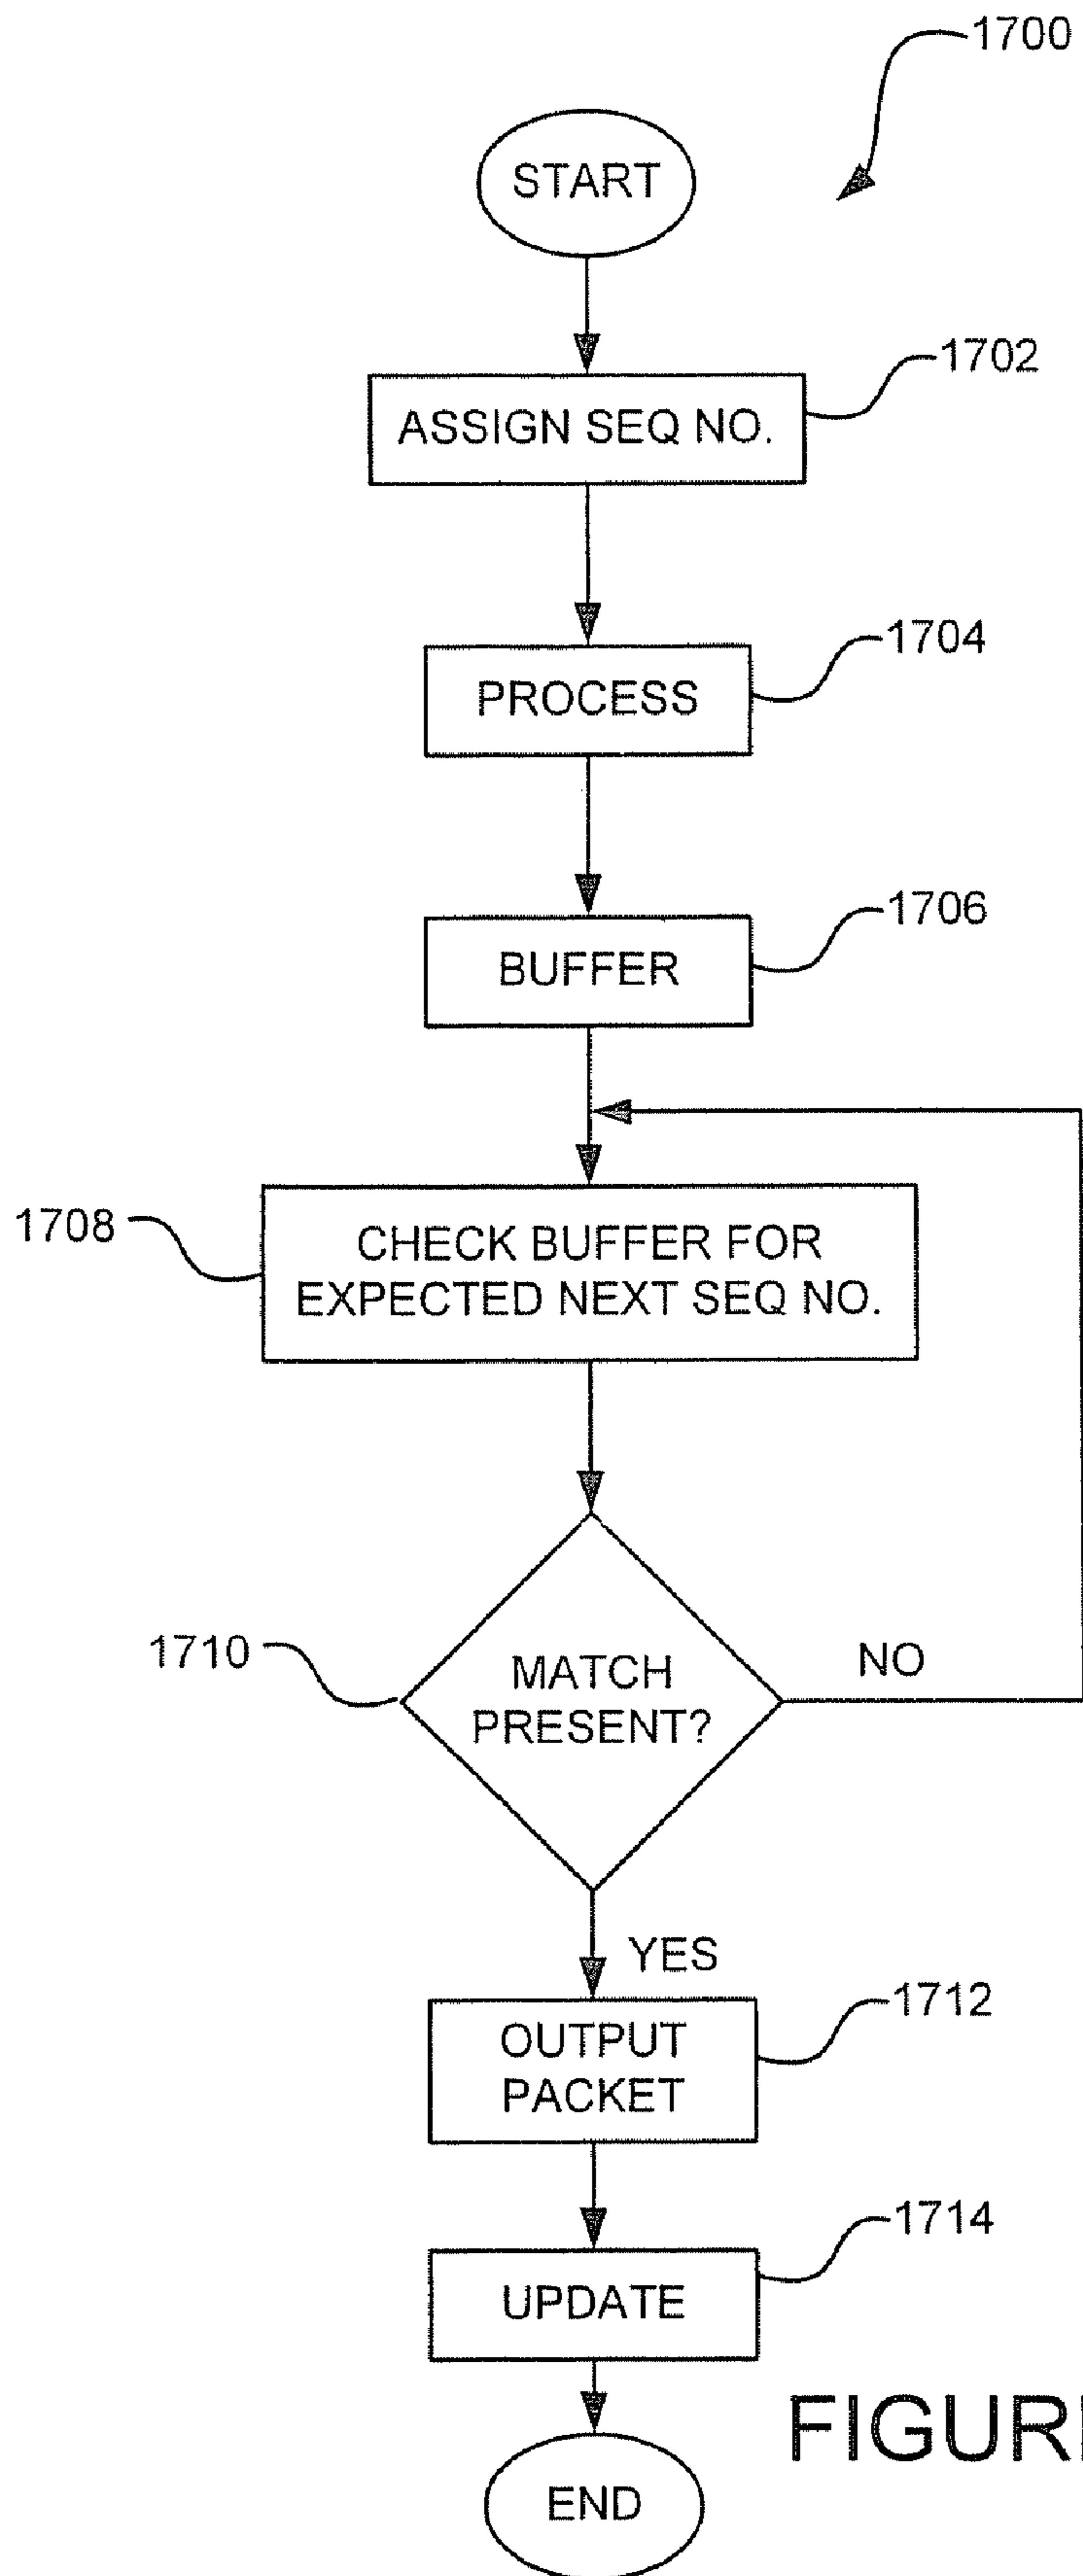 1700
START
1702
ASSIGN SEQ NO.
1704
PROCESS
1706
BUFFER
1708
CHECK BUFFER FOR
EXPECTED NEXT SEQ NO.
1710
MATCH
PRESENT?
NO
YES
1712
OUTPUT
PACKET
1714
UPDATE
FIGUR
END